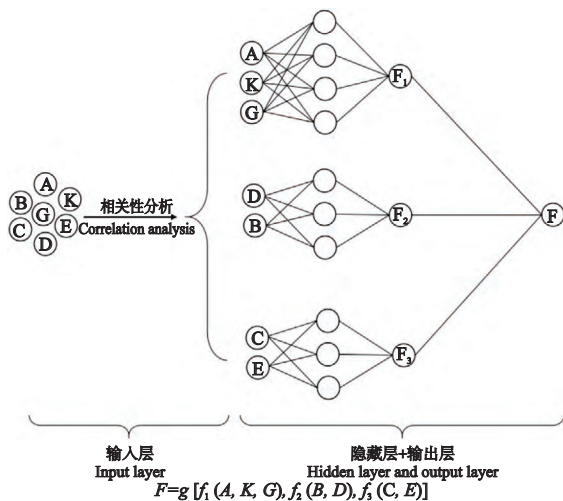 A
K
G
F₁
A
B
K
G
C
E
D
相关性分析
Correlation analysis
D
B
F₂
F
C
E
F₃
输入层
Input layer
隐藏层+输出层
Hidden layer and output layer
F=g [f₁ (A, K, G), f₂ (B, D), f₃ (C, E)]